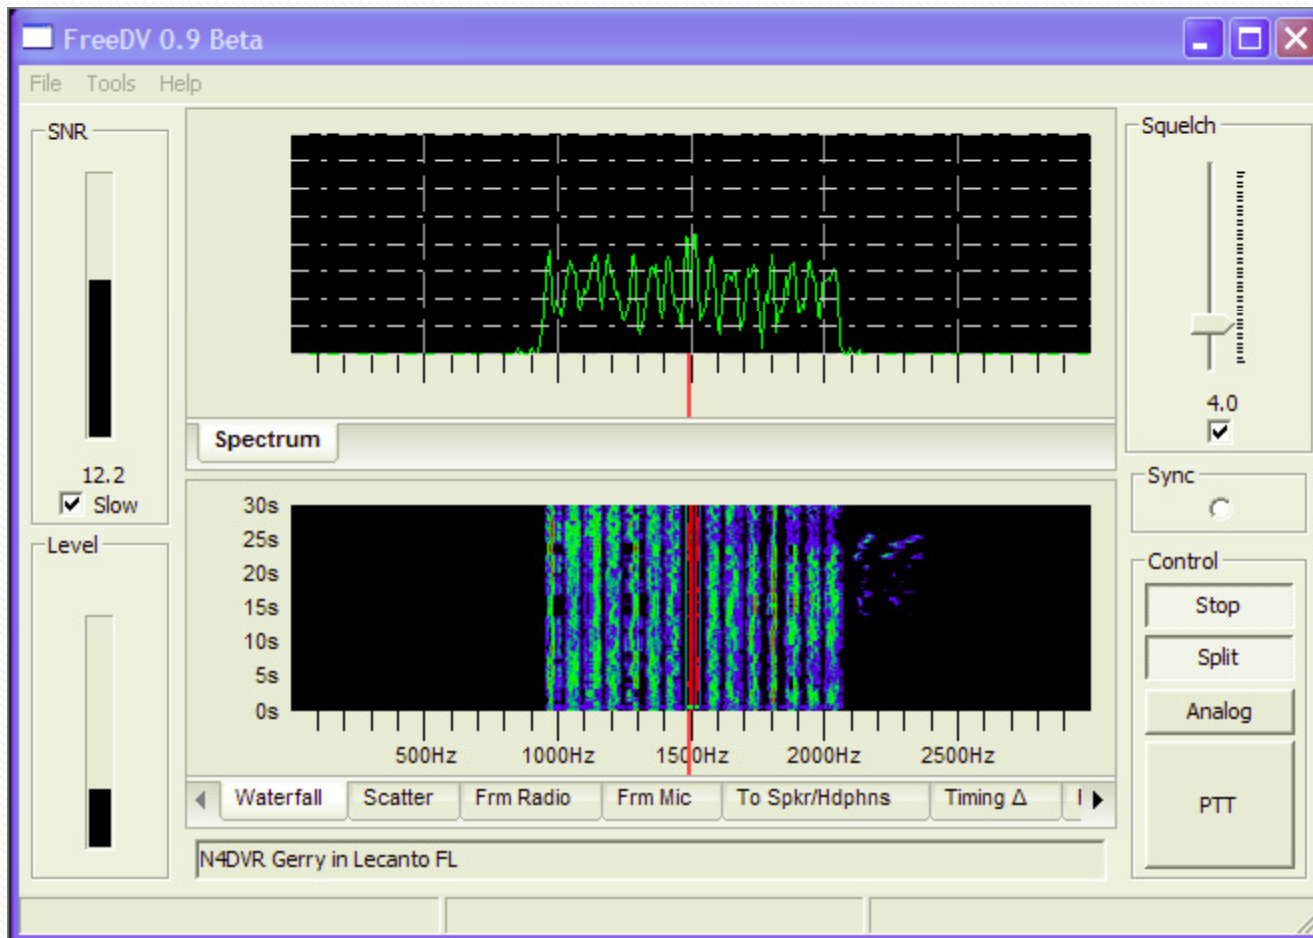 FreeDV 0.9 Beta
File Tools Help
SNR
12.2
Slow
Level
Spectrum
30s
25s
20s
15s
10s
5s
0s
500Hz 1000Hz 1500Hz 2000Hz 2500Hz
Waterfall Scatter Frm Radio Frm Mic To Spkr/Hdphns Timing Δ
N4DVR Gerry in Lecanto FL
Squelch
4.0
Sync
Control
Stop
Split
Analog
PTT